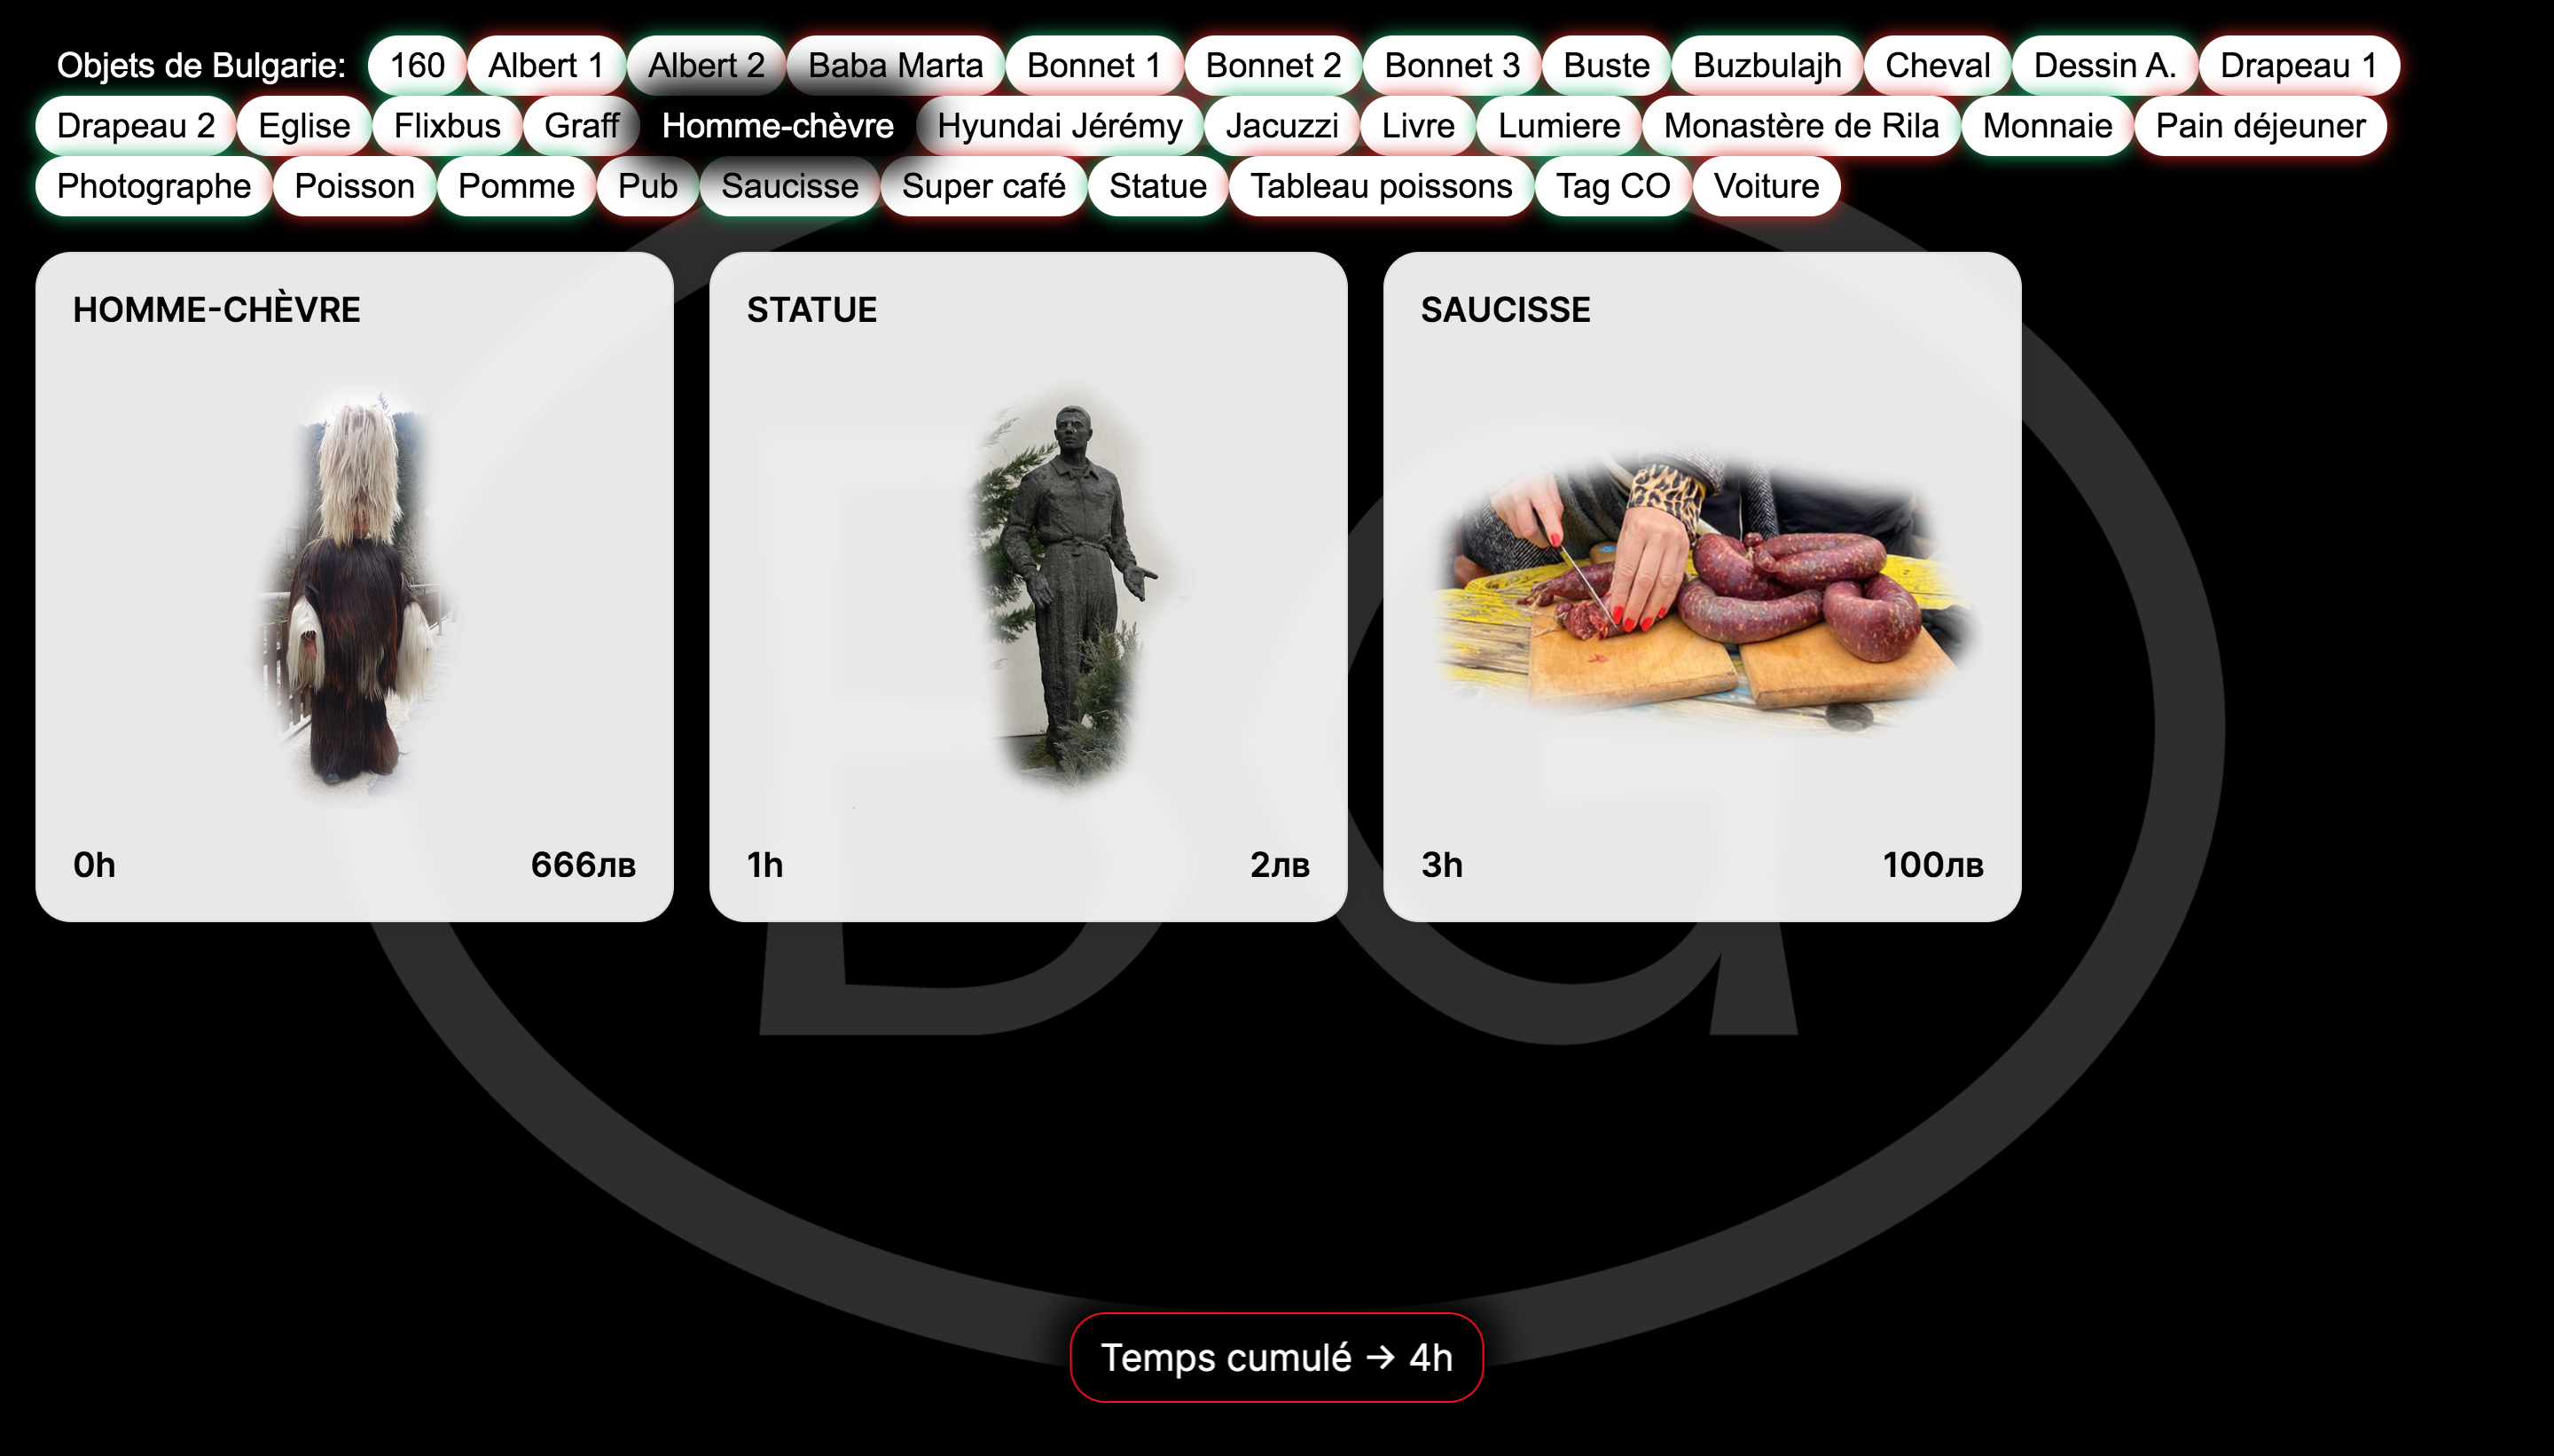 Objets de Bulgarie: 160 Albert 1 Albert 2 Baba Marta Bonnet 1 Bonnet 2 Bonnet 3 Buste Buzbulajh Cheval Dessin A. Drapeau 1
Drapeau 2 Eglise Flixbus Graff Homme-chèvre Hyundai Jérémy Jacuzzi Livre Lumiere Monastère de Rila Monnaie Pain déjeuner
Photographe Poisson Pomme Pub Saucisse Super café Statue Tableau poissons Tag CO Voiture
HOMME-CHÈVRE
0h 666лв
STATUE
1h 2лв
SAUCISSE
3h 100лв
BG
Temps cumulé → 4h